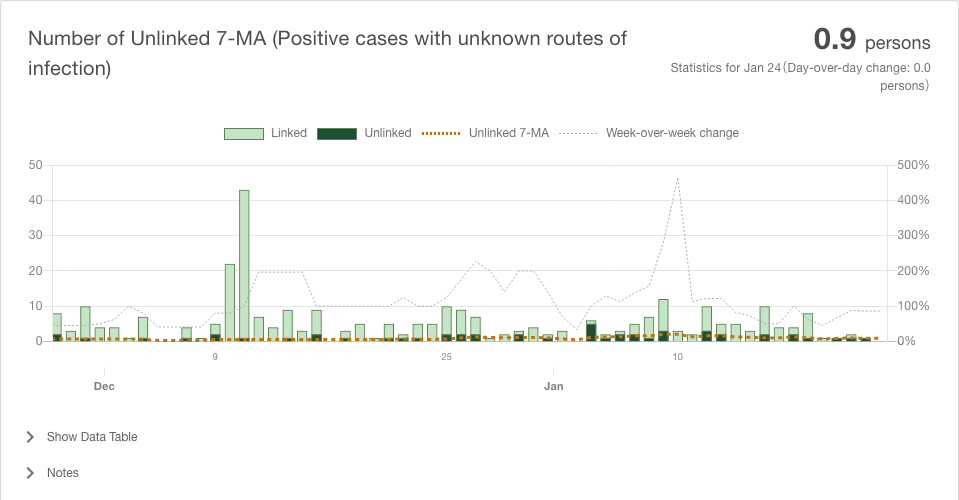 Number of Unlinked 7-MA (Positive cases with unknown routes of
infection)
0.9 persons
Statistics for Jan 24(Day-over-day change: 0.0
persons)
Linked Unlinked Unlinked 7-MA Week-over-week change
50 500%
40 400%
30 300%
20 200%
10 100%
0 0%
9 25 10
Dec Jan
Show Data Table
Notes